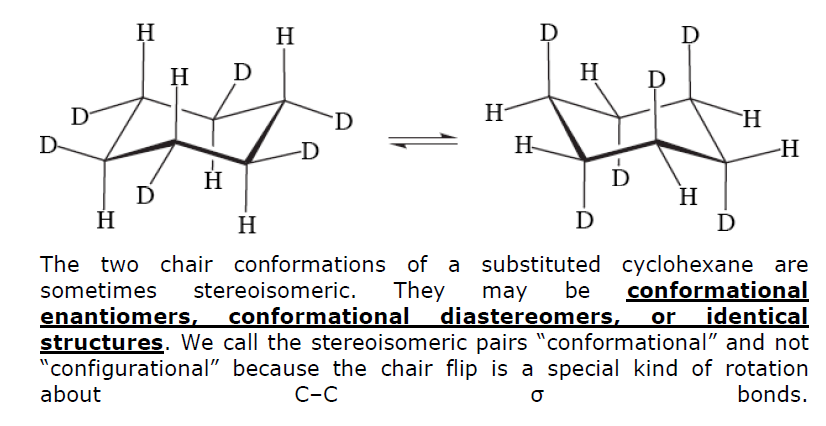 H H D D
H D H D
D D H H
D D H H
H D
D H
H H D D
The two chair conformations of a substituted cyclohexane are
sometimes stereoisomeric. They may be conformational
enantiomers, conformational diastereomers, or identical
structures. We call the stereoisomeric pairs “conformational” and not
“configurational” because the chair flip is a special kind of rotation
about C–C σ bonds.